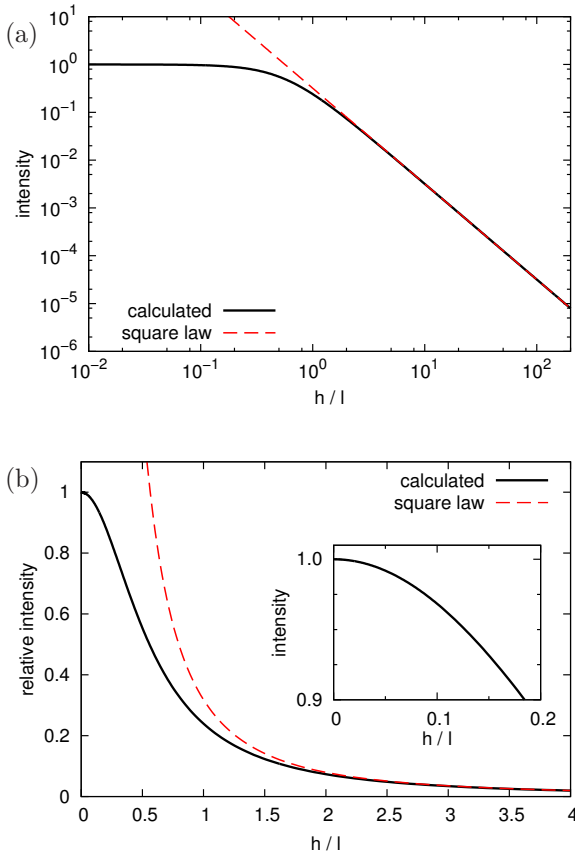 (a)
10^1
10^0
10^-1
10^-2
10^-3
10^-4
10^-5
10^-6
intensity
calculated
square law
10^-2
10^-1
10^0
10^1
10^2
h / l
(b)
1
0.8
0.6
0.4
0.2
0
relative intensity
calculated
square law
1.0
0.9
intensity
0
0.1
0.2
h / l
0
0.5
1
1.5
2
2.5
3
3.5
4
h / l